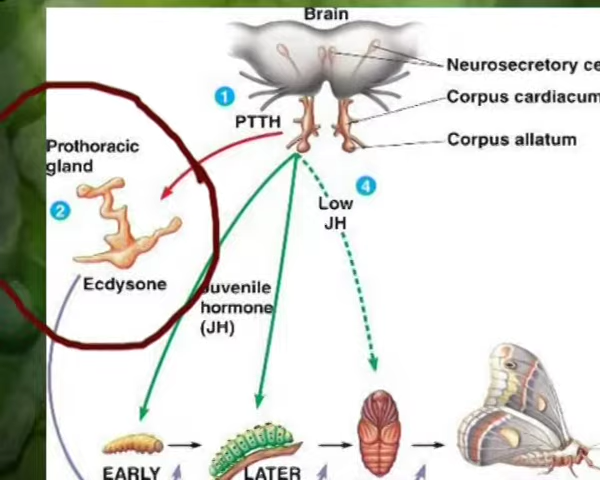 Brain
Neurosecretory ce
Corpus cardiacum
Corpus allatum
1
PTTH
Prothoracic
gland
2
Ecdysone
4
Low
JH
Juvenile
hormone
(JH)
EARLY
LATER